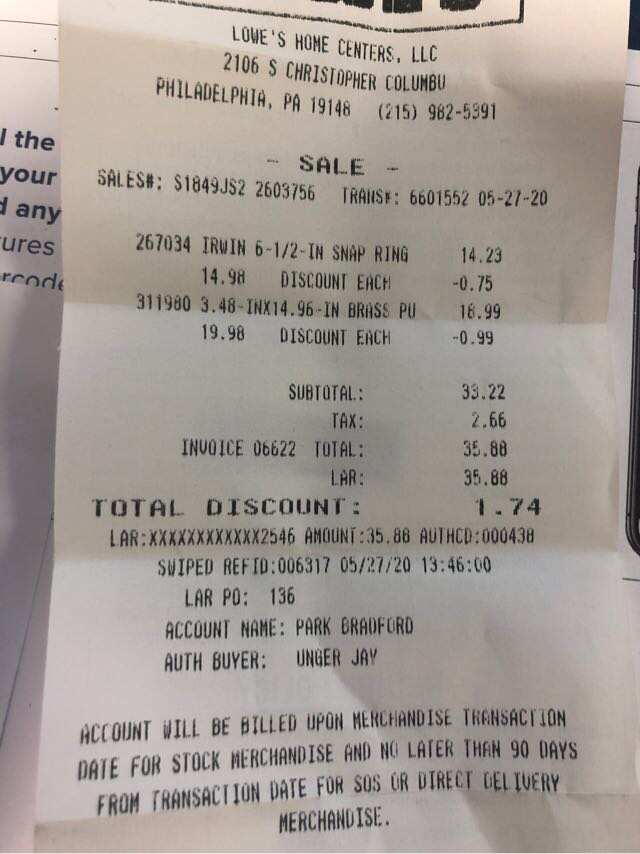 LOWE'S HOME CENTERS, LLC
2106 S CHRISTOPHER COLUMBU
PHILADELPHIA, PA 19148 (215) 982-5391
- SALE -
SALES#: S1849JS2 2603756 TRANS#: 6601552 05-27-20
267034 IRWIN 6-1/2-IN SNAP RING 14.23
14.98 DISCOUNT EACH -0.75
311980 3.48-INX14.96-IN BRASS PU 18.99
19.98 DISCOUNT EACH -0.99
SUBTOTAL: 33.22
TAX: 2.66
INVOICE 06622 TOTAL: 35.88
LAR: 35.88
TOTAL DISCOUNT: 1.74
LAR:XXXXXXXXXXXX2546 AMOUNT:35.88 AUTHCD:000438
SWIPED REFID:006317 05/27/20 13:46:00
LAR PO: 136
ACCOUNT NAME: PARK BRADFORD
AUTH BUYER: UNGER JAY
ACCOUNT WILL BE BILLED UPON MERCHANDISE TRANSACTION
DATE FOR STOCK MERCHANDISE AND NO LATER THAN 90 DAYS
FROM TRANSACTION DATE FOR SOS OR DIRECT DELIVERY
MERCHANDISE.
the
your
any